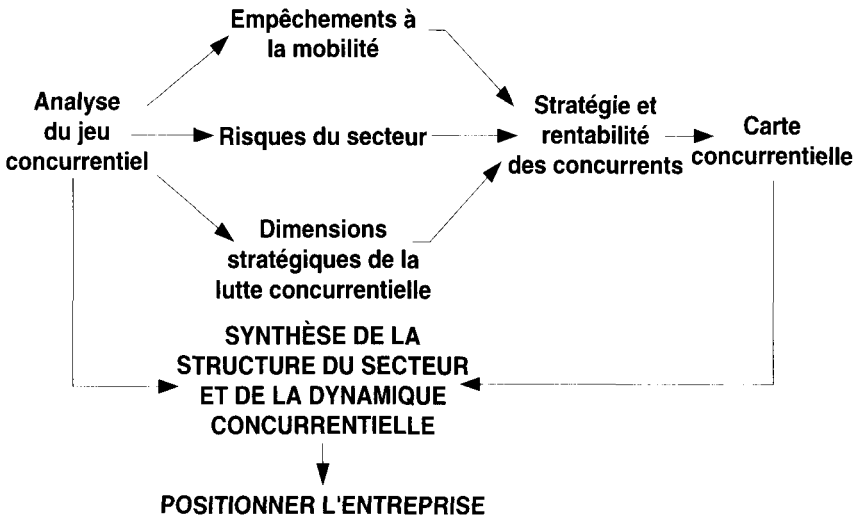 Empêchements à
la mobilité
Analyse
du jeu
concurrentiel
Risques du secteur
Stratégie et
rentabilité
des concurrents
Carte
concurrentielle
Dimensions
stratégiques de la
lutte concurrentielle
SYNTHÈSE DE LA
STRUCTURE DU SECTEUR
ET DE LA DYNAMIQUE
CONCURRENTIELLE
POSITIONNER L'ENTREPRISE